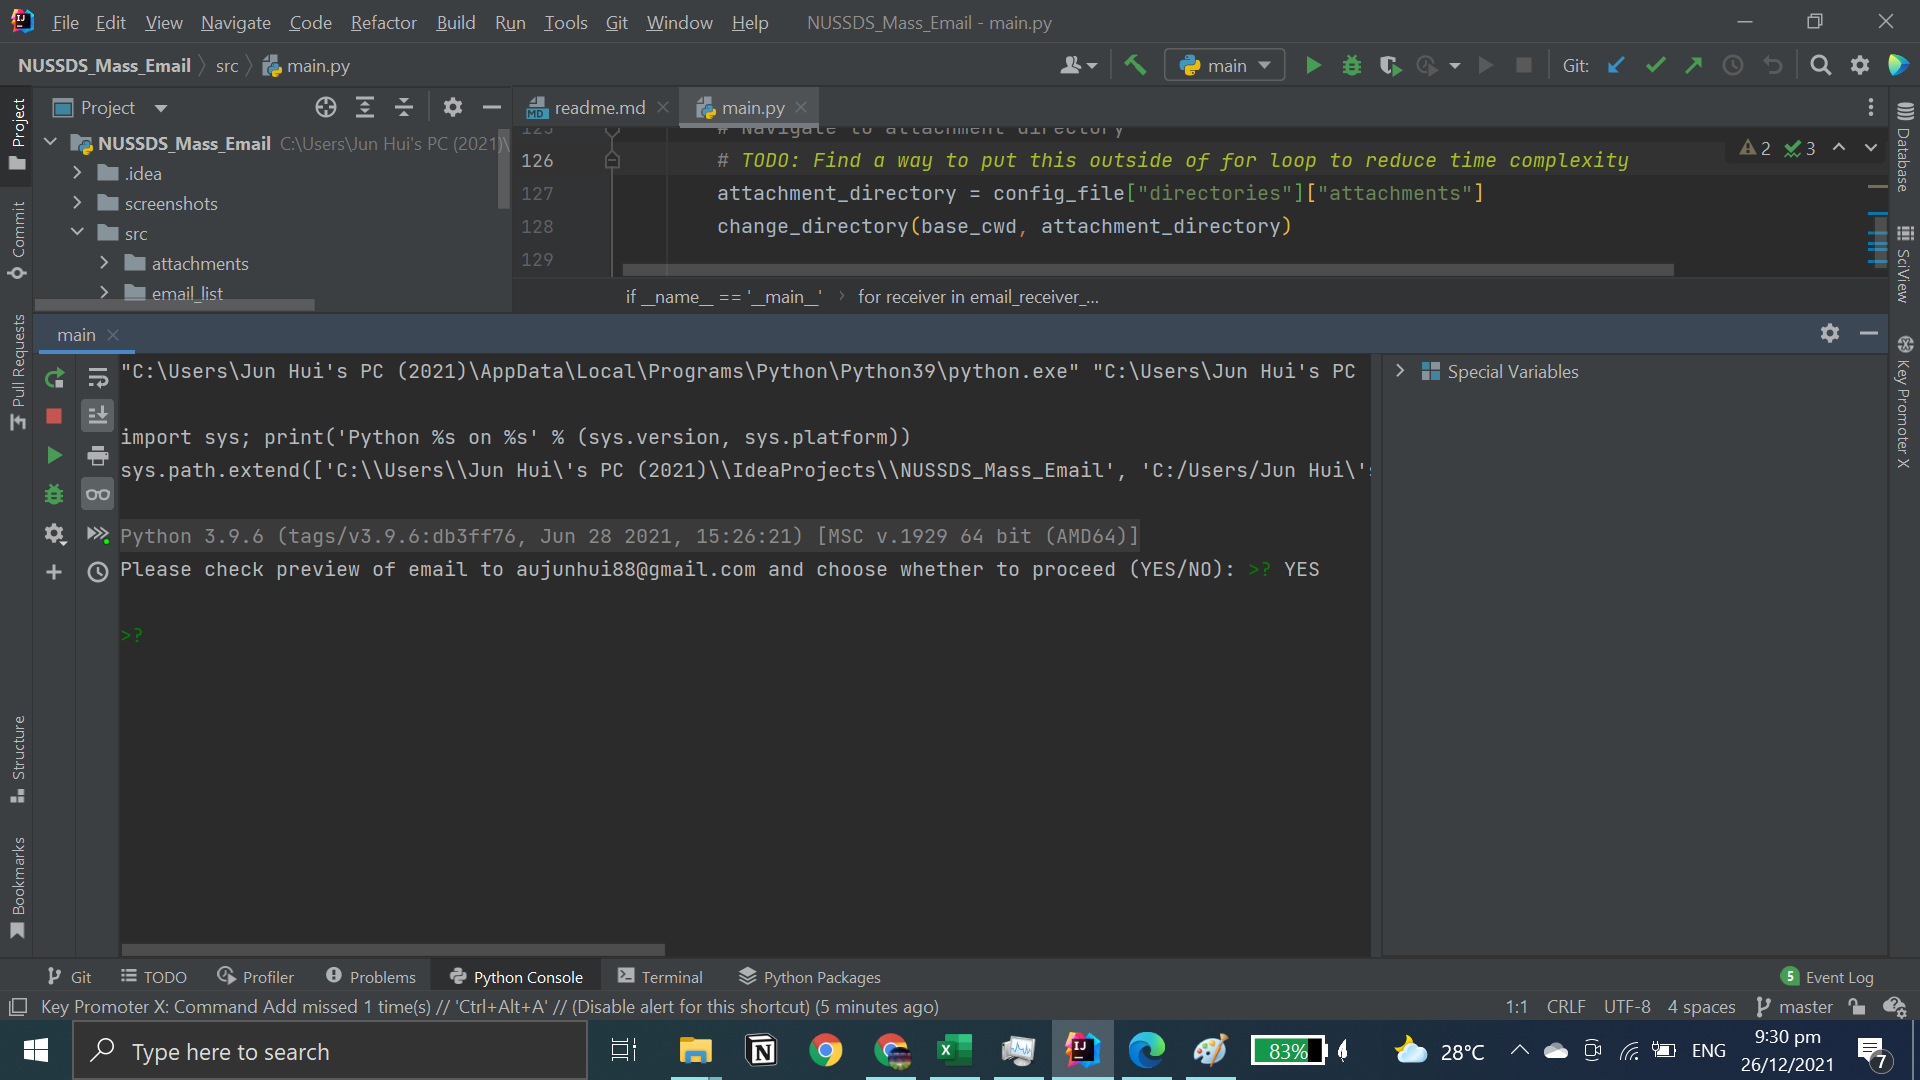 File Edit View Navigate Code Refactor Build Run Tools Git Window Help NUSSDS_Mass_Email - main.py
NUSSDS_Mass_Email src main.py main Git:
Project readme.md main.py
NUSSDS_Mass_Email C:\Users\Jun Hui's PC (2021)\
.idea
screenshots
src
attachments
email_list
125 # Navigate to attachment directory
126 # TODO: Find a way to put this outside of for loop to reduce time complexity
2 3
127 attachment_directory = config_file["directories"]["attachments"]
128 change_directory(base_cwd, attachment_directory)
129
if __name__ == '__main__' for receiver in email_receiver_...
Project
Commit
Pull Requests
Structure
Bookmarks
Database
SciView
Key Promoter X
main
"C:\Users\Jun Hui's PC (2021)\AppData\Local\Programs\Python\Python39\python.exe" "C:\Users\Jun Hui's PC
import sys; print('Python %s on %s' % (sys.version, sys.platform))
sys.path.extend(['C:\\Users\\Jun Hui\'s PC (2021)\\IdeaProjects\\NUSSDS_Mass_Email', 'C:/Users/Jun Hui\'s
Python 3.9.6 (tags/v3.9.6:db3ff76, Jun 28 2021, 15:26:21) [MSC v.1929 64 bit (AMD64)]
Please check preview of email to aujunhui88@gmail.com and choose whether to proceed (YES/NO): >? YES
>?
Special Variables
Git TODO Profiler Problems Python Console Terminal Python Packages 5 Event Log
Key Promoter X: Command Add missed 1 time(s) // 'Ctrl+Alt+A' // (Disable alert for this shortcut) (5 minutes ago) 1:1 CRLF UTF-8 4 spaces master
Type here to search 83% 28°C ENG 9:30 pm
26/12/2021 7